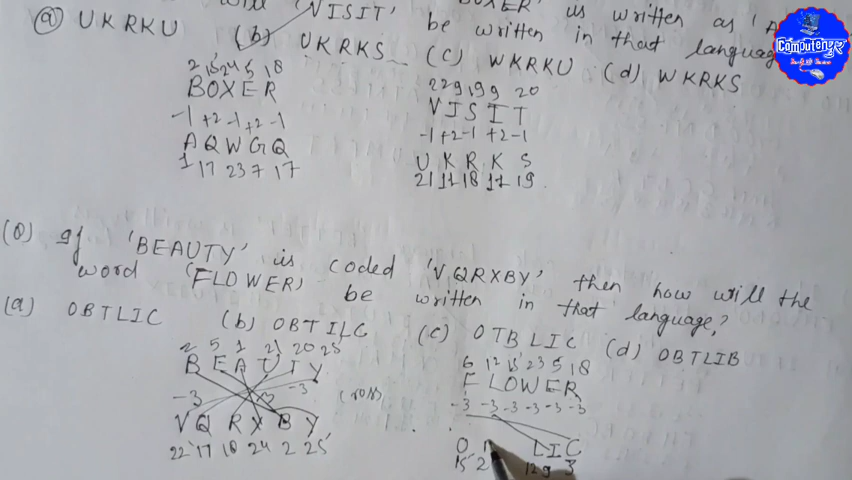 will 'VISIT' be written in that language
'BOXER' is written as 'A
(a) UKRKU (b) UKRKS (c) WKRKU (d) WKRKS
Computenge
2 15 24 5 18
BOXER
-1 +2 -1 +2 -1
A Q W G Q
1 17 23 7 17
22 9 19 9 20
VISIT
-1 +2 -1 +2 -1
U K R K S
21 11 18 11 19
(Q) If 'BEAUTY' is coded 'VQRXBY' then how will the
word 'FLOWER' be written in that language?
(a) OBTLIC (b) OBTILC (c) OTBLIC (d) OBTLIB
2 5 1 21 20 25
BEAUTY
-3 -3 Cross
V Q R X B Y
22 17 18 24 2 25
6 12 15 23 5 18
FLOWER
-3 -3 -3 -3 -3 -3
O LIC
15 2 12 9 3